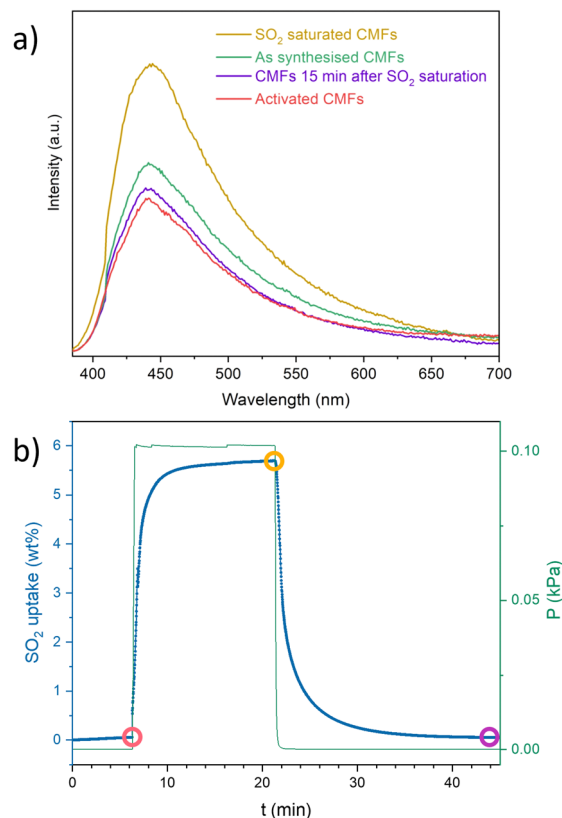 a)
SO₂ saturated CMFs
As synthesised CMFs
CMFs 15 min after SO₂ saturation
Activated CMFs
Intensity (a.u.)
400 450 500 550 600 650 700
Wavelength (nm)
b)
6
5
4
3
2
1
0
SO₂ uptake (wt%)
0.10
0.05
0.00
P (kPa)
0 10 20 30 40
t (min)